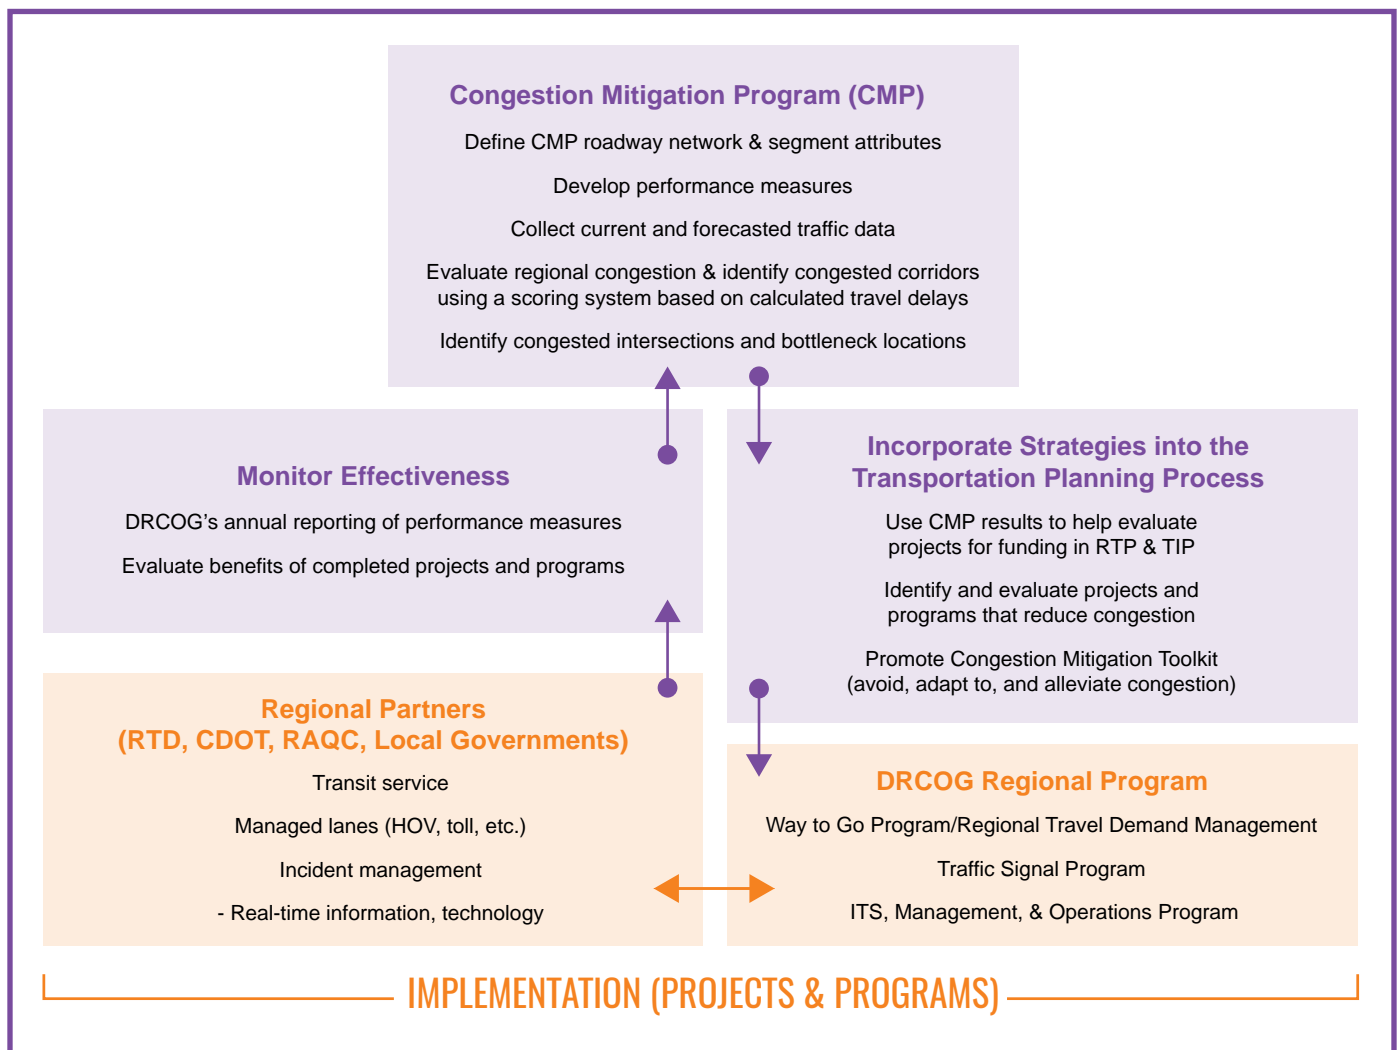 Congestion Mitigation Program (CMP)
Define CMP roadway network & segment attributes
Develop performance measures
Collect current and forecasted traffic data
Evaluate regional congestion & identify congested corridors
using a scoring system based on calculated travel delays
Identify congested intersections and bottleneck locations
Monitor Effectiveness
DRCOG's annual reporting of performance measures
Evaluate benefits of completed projects and programs
Incorporate Strategies into the
Transportation Planning Process
Use CMP results to help evaluate
projects for funding in RTP & TIP
Identify and evaluate projects and
programs that reduce congestion
Promote Congestion Mitigation Toolkit
(avoid, adapt to, and alleviate congestion)
Regional Partners
(RTD, CDOT, RAQC, Local Governments)
Transit service
Managed lanes (HOV, toll, etc.)
Incident management
- Real-time information, technology
DRCOG Regional Program
Way to Go Program/Regional Travel Demand Management
Traffic Signal Program
ITS, Management, & Operations Program
IMPLEMENTATION (PROJECTS & PROGRAMS)